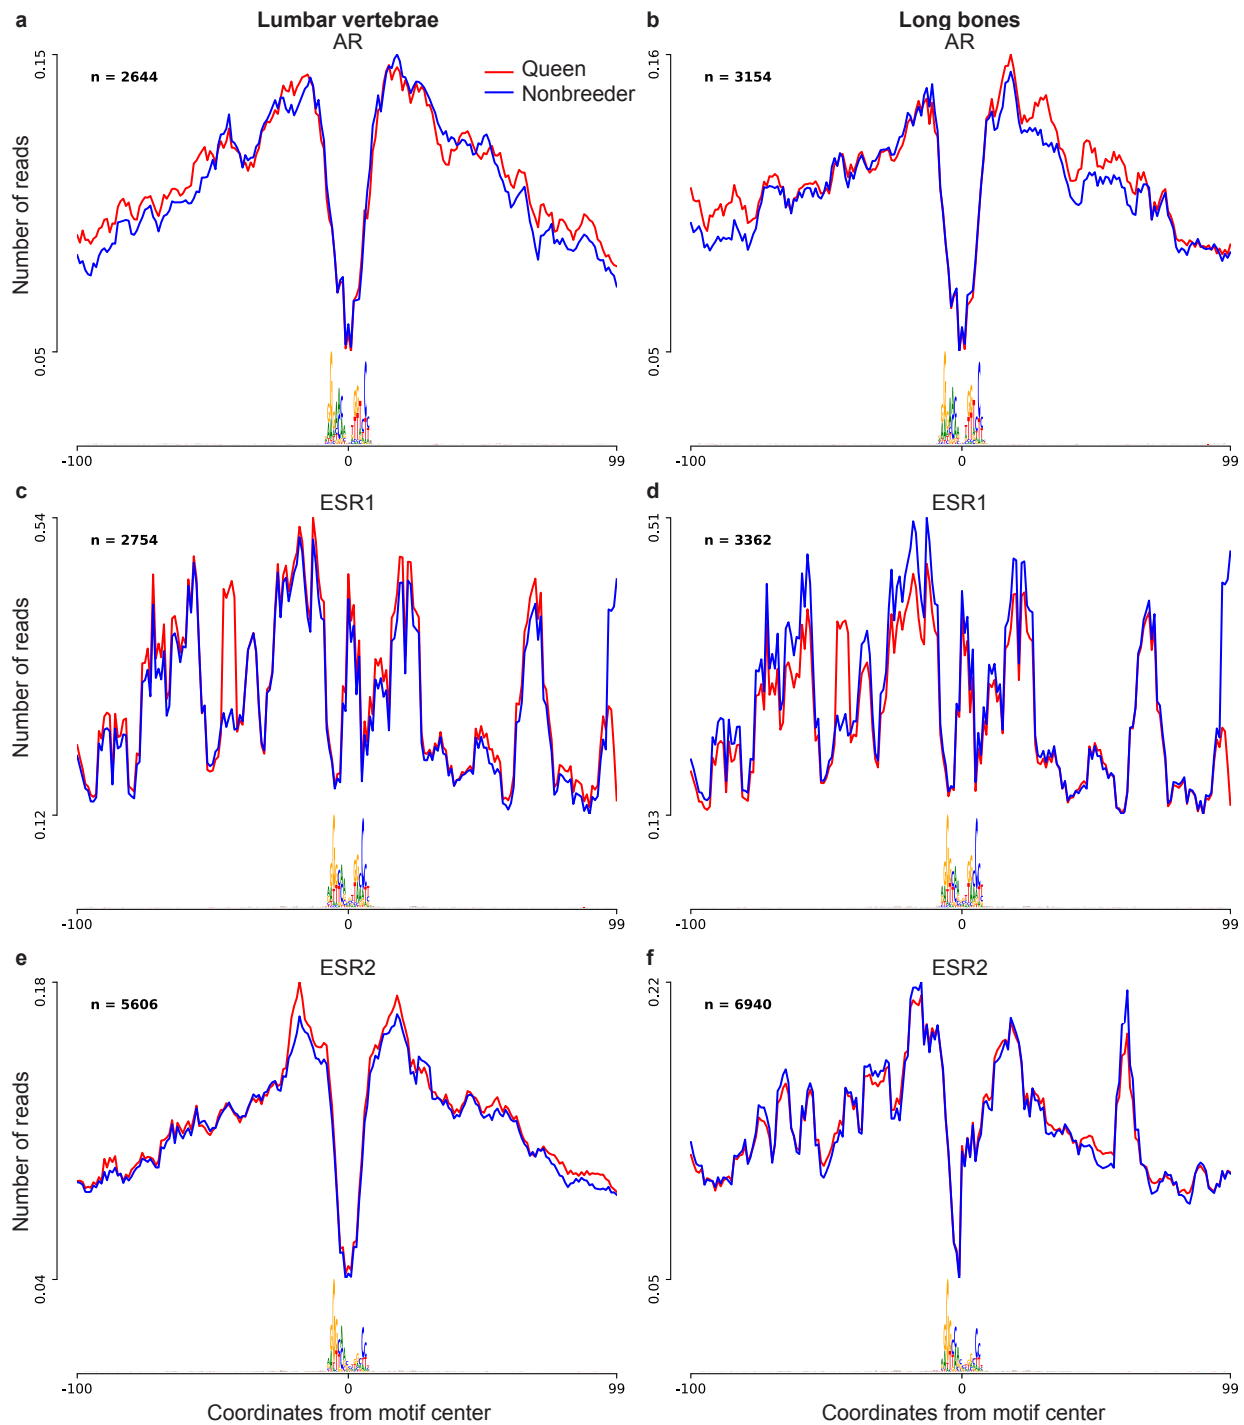 a
Lumbar vertebrae
b
Long bones
AR
AR
0.15
n = 2644
Queen
Nonbreeder
0.16
n = 3154
Number of reads
0.05
0.05
-100
0
99
-100
0
99
c
ESR1
d
ESR1
0.54
n = 2754
0.51
n = 3362
Number of reads
Number of reads
0.12
0.13
-100
0
99
-100
0
99
e
ESR2
f
ESR2
0.18
n = 5606
0.22
n = 6940
Number of reads
0.04
0.05
-100
0
99
-100
0
99
Coordinates from motif center
Coordinates from motif center